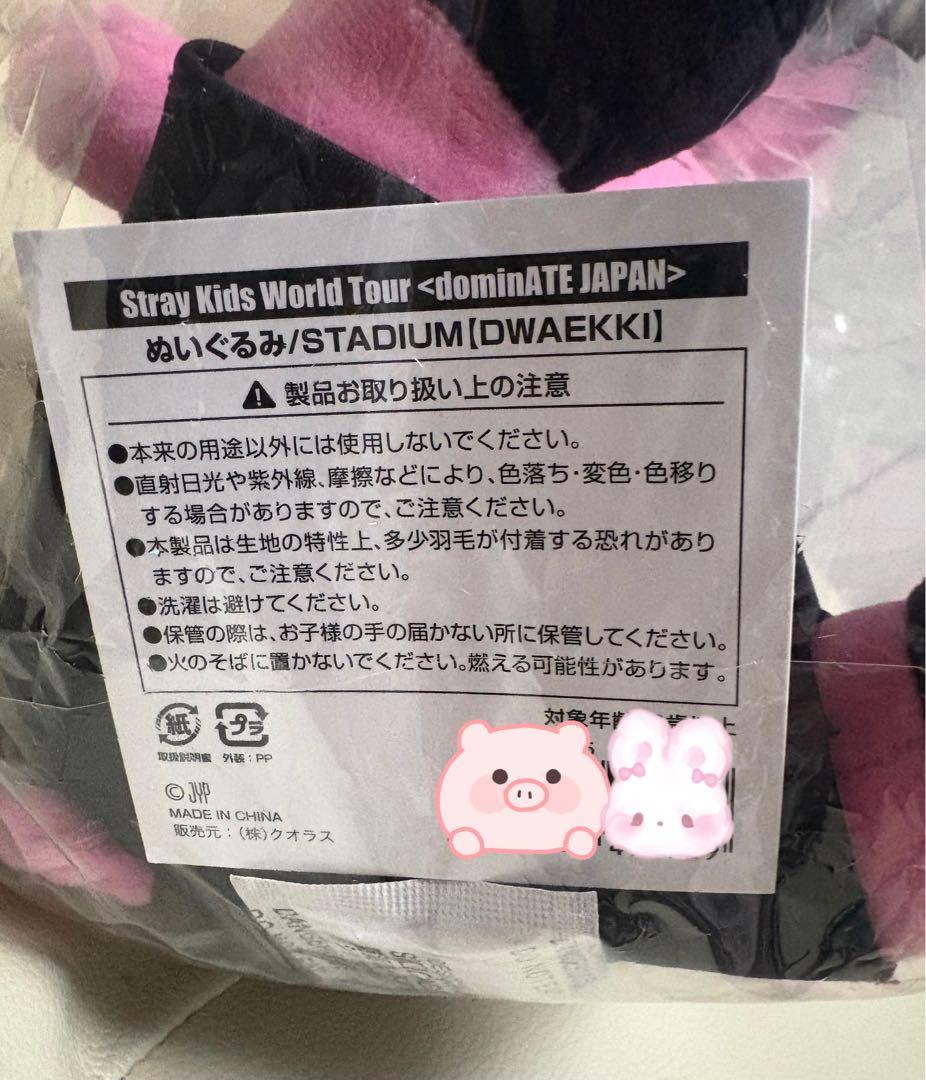 Stray Kids World Tour <dominATE JAPAN>
ぬいぐるみ/STADIUM【DWAEKKI】
製品お取り扱い上の注意
●本来の用途以外には使用しないでください。
●直射日光や紫外線、摩擦などにより、色落ち・変色・色移り
する場合がありますので、ご注意ください。
●本製品は生地の特性上、多少羽毛が付着する恐れがあり
ますので、ご注意ください。
●洗濯は避けてください。
●保管の際は、お子様の手の届かない所に保管してください。
●火のそばに置かないでください。燃える可能性があります。
対象年齢
紙 プラ
取扱説明書 外装：PP
© JYP
MADE IN CHINA
販売元：(株)クオラス